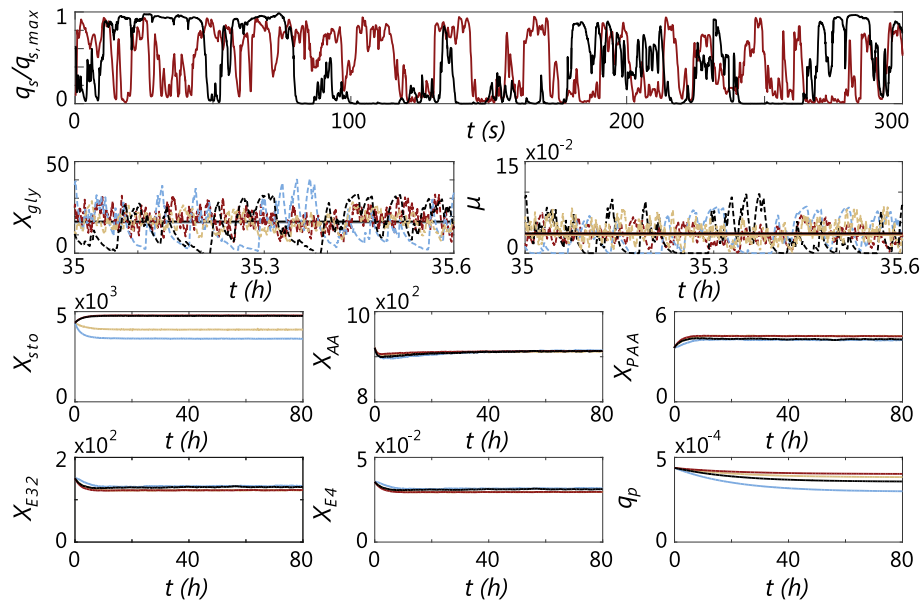 1
q_s/q_s,max
0
0
100
200
300
t (s)
50
X_gly
0
35
35.3
35.6
t (h)
15
x10^-2
μ
0
35
35.3
35.6
t (h)
5
x10^3
X_sto
0
0
40
80
t (h)
10
x10^2
X_AA
8
0
40
80
t (h)
6
X_PAA
0
0
40
80
t (h)
2
x10^2
X_E32
0
0
40
80
t (h)
5
x10^-2
X_E4
0
0
40
80
t (h)
5
x10^-4
q_p
0
0
40
80
t (h)